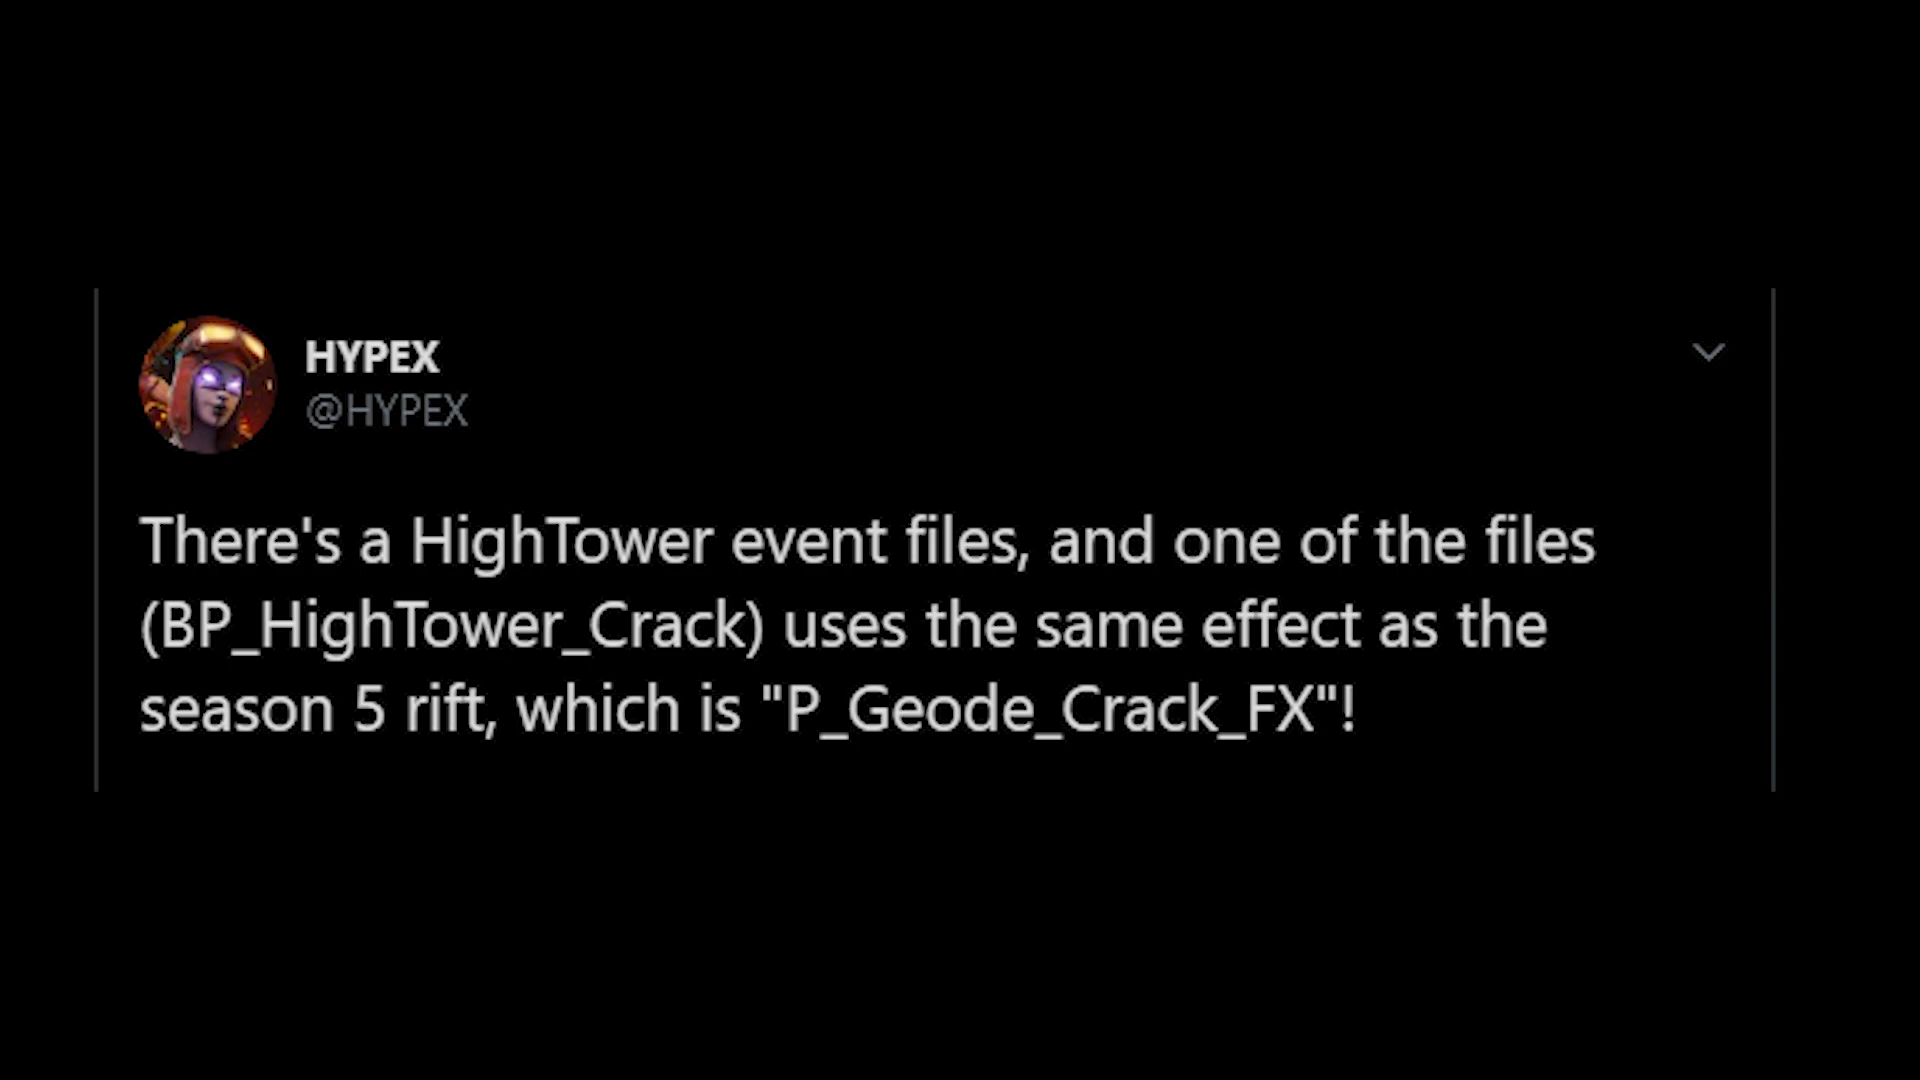 HYPEX
@HYPEX
There's a HighTower event files, and one of the files
(BP_HighTower_Crack) uses the same effect as the
season 5 rift, which is "P_Geode_Crack_FX"!